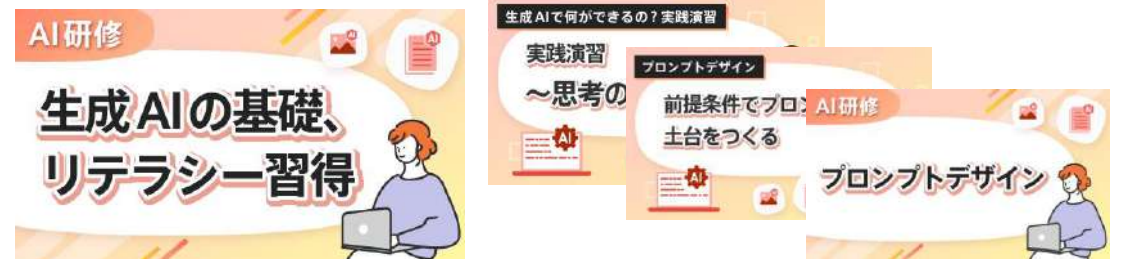 AI研修
生成AIの基礎、
リテラシー習得
生成AIで何ができるの?実践演習
実践演習
～思考の
AI
プロンプトデザイン
前提条件でプロン
土台をつくる
AI
AI研修
プロンプトデザイン